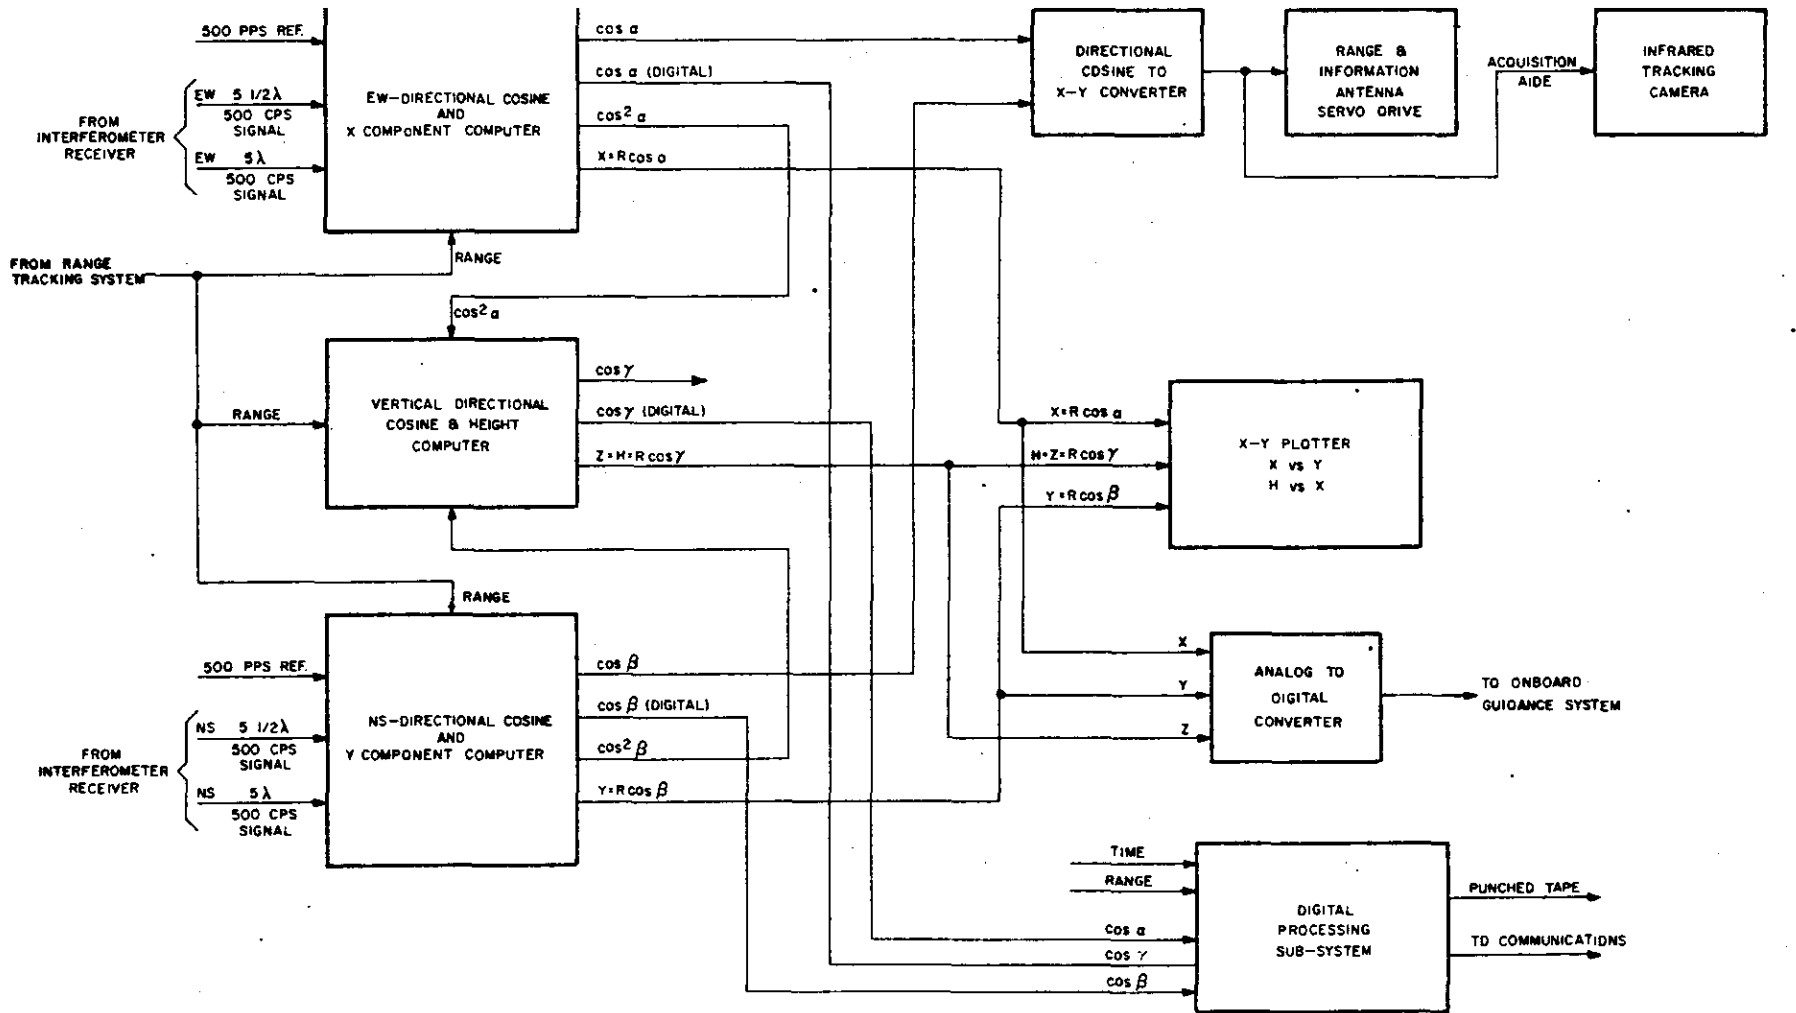 500 PPS REF.
EW 5 1/2λ
500 CPS
SIGNAL
EW 5λ
500 CPS
SIGNAL
FROM
INTERFEROMETER
RECEIVER
EW-DIRECTIONAL COSINE
AND
X COMPONENT COMPUTER
cos α
cos α (DIGITAL)
cos² α
X=R cos α
DIRECTIONAL
COSINE TO
X-Y CONVERTER
RANGE &
INFORMATION
ANTENNA
SERVO DRIVE
ACQUISITION
AIDE
INFRARED
TRACKING
CAMERA
RANGE
FROM RANGE
TRACKING SYSTEM
cos² α
RANGE
VERTICAL DIRECTIONAL
COSINE & HEIGHT
COMPUTER
cos γ
cos γ (DIGITAL)
Z=H=R cos γ
X=R cos α
H=Z=R cos γ
Y=R cos β
X-Y PLOTTER
X vs Y
H vs X
RANGE
500 PPS REF.
NS 5 1/2λ
500 CPS
SIGNAL
NS 5λ
500 CPS
SIGNAL
FROM
INTERFEROMETER
RECEIVER
NS-DIRECTIONAL COSINE
AND
Y COMPONENT COMPUTER
cos β
cos β (DIGITAL)
cos² β
Y=R cos β
X
Y
Z
ANALOG TO
DIGITAL
CONVERTER
TO ONBOARD
GUIDANCE SYSTEM
TIME
RANGE
cos α
cos γ
cos β
DIGITAL
PROCESSING
SUB-SYSTEM
PUNCHED TAPE
TO COMMUNICATIONS